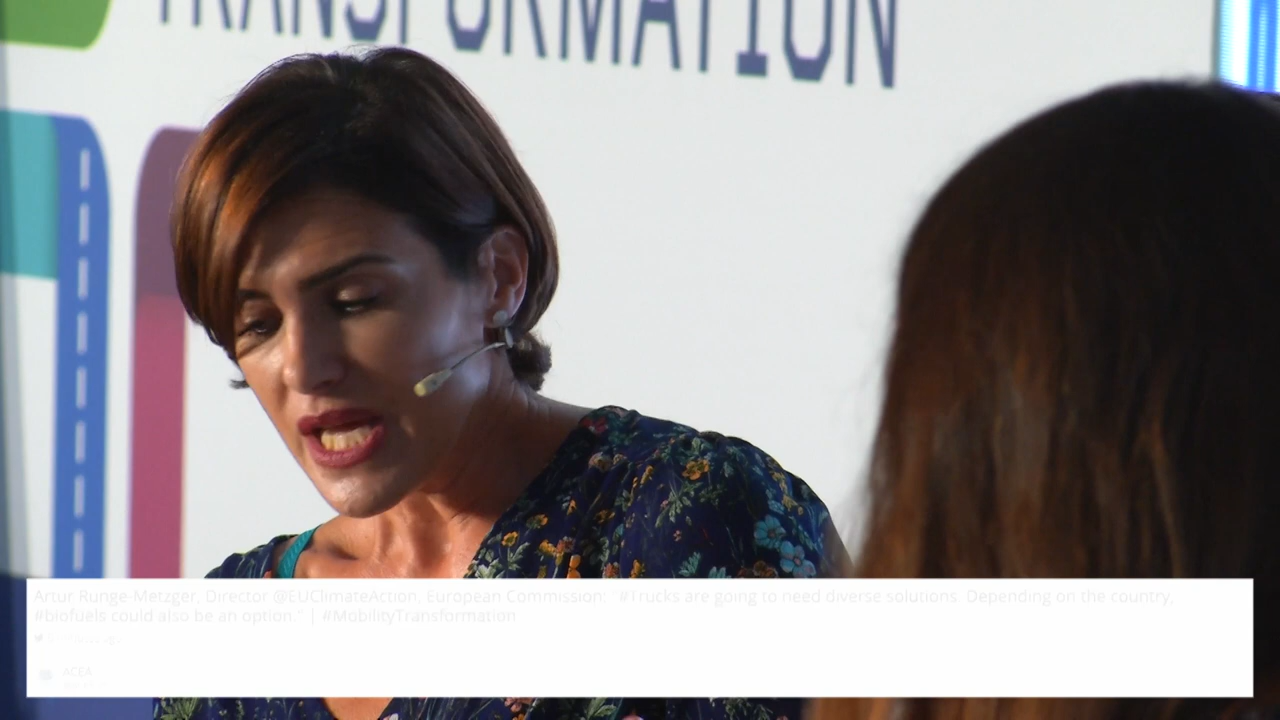 TRANSFORMATION
Artur Runge-Metzger, Director @EUClimateAction, European Commission: "#Trucks are going to need diverse solutions. Depending on the country,
#biofuels could also be an option." | #MobilityTransformation
ACEA